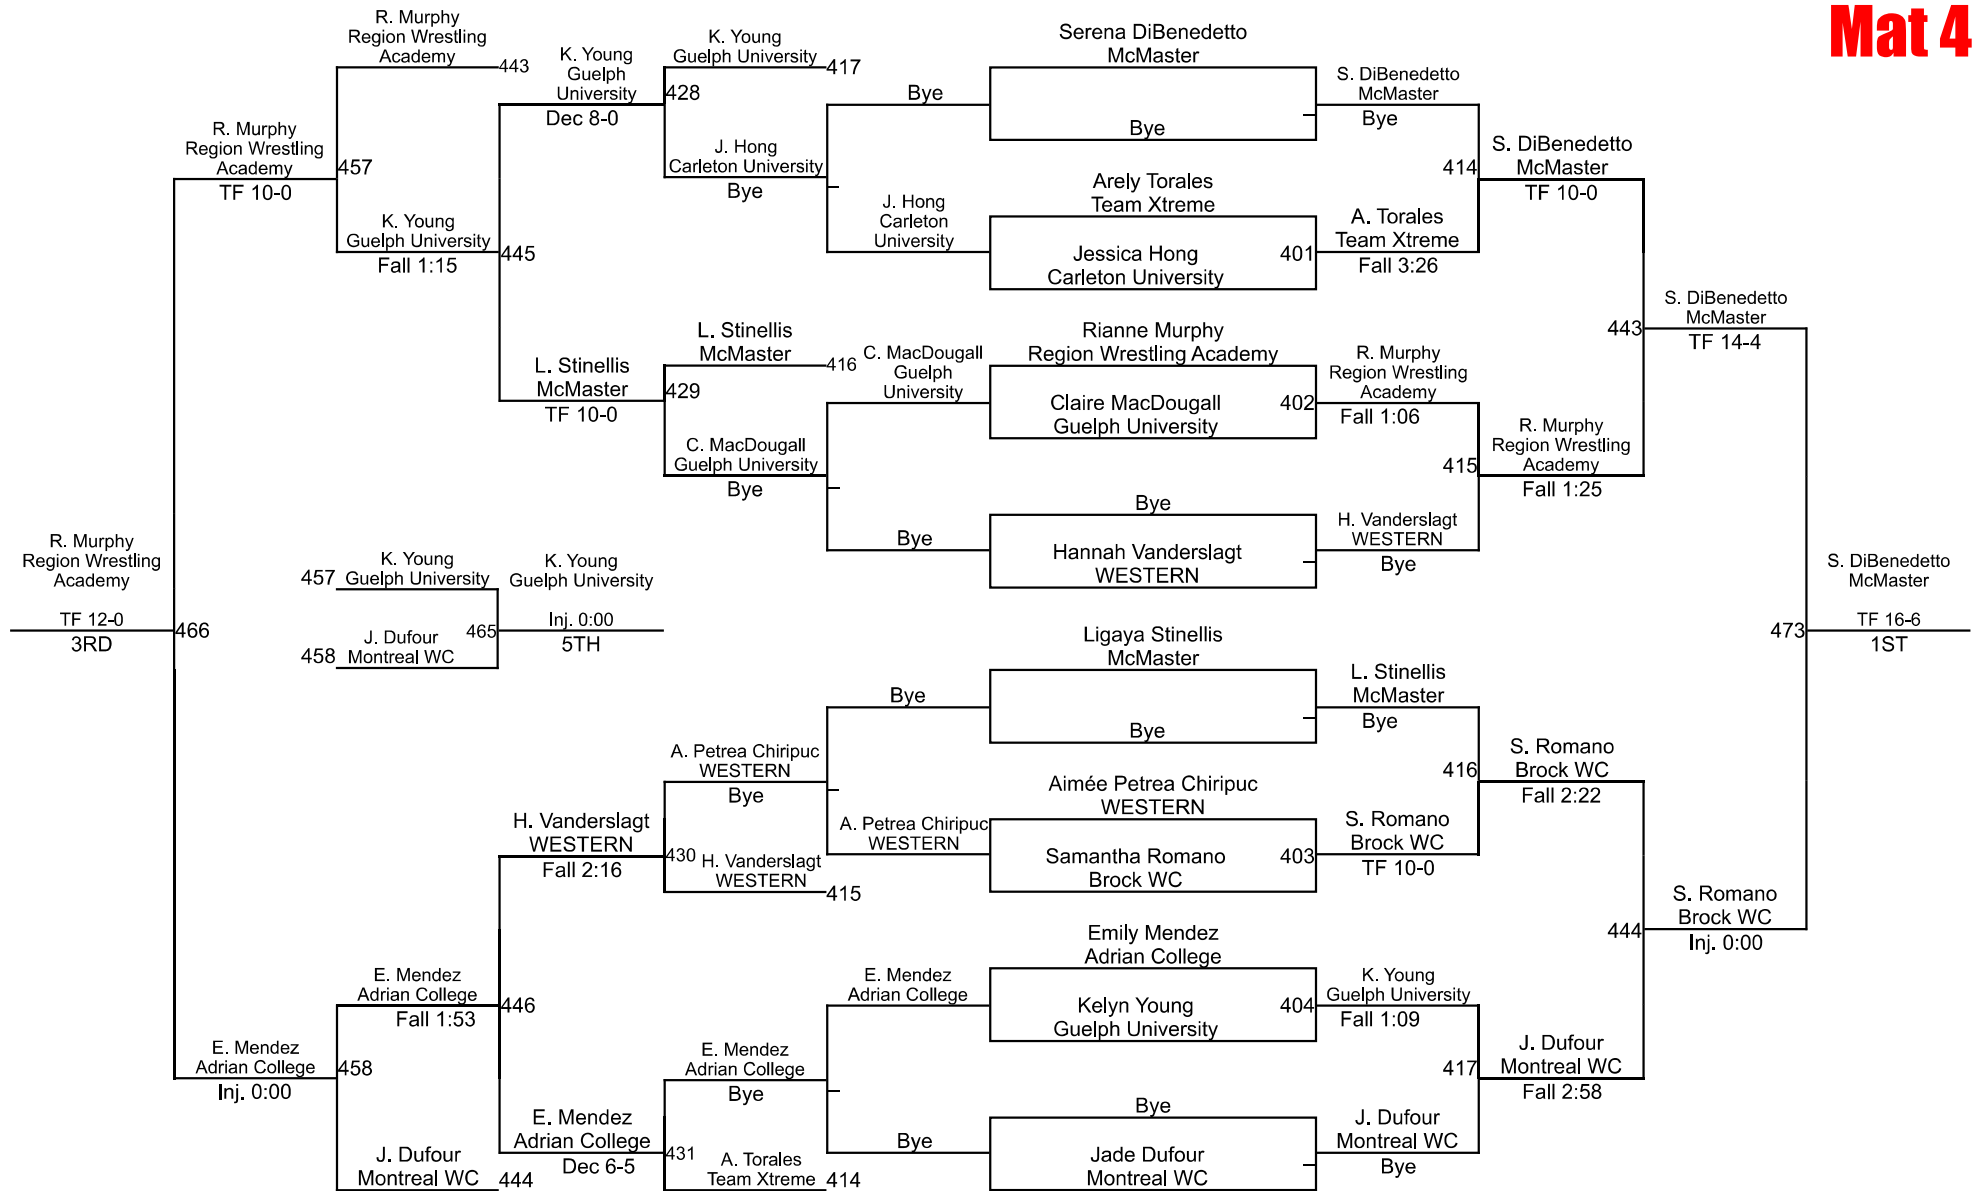 Mat 4
R. Murphy
Region Wrestling
Academy
443
K. Young
Guelph
University
Dec 8-0
K. Young
Guelph University
417
428
J. Hong
Carleton University
Bye
R. Murphy
Region Wrestling
Academy
TF 10-0
457
K. Young
Guelph University
Fall 1:15
445
L. Stinellis
McMaster
TF 10-0
L. Stinellis
McMaster
416
429
C. MacDougall
Guelph University
Bye
Bye
J. Hong
Carleton
University
C. MacDougall
Guelph
University
Bye
Serena DiBenedetto
McMaster
Bye
Arely Torales
Team Xtreme
Jessica Hong
Carleton University
401
Rianne Murphy
Region Wrestling Academy
Claire MacDougall
Guelph University
402
Bye
Hannah Vanderslagt
WESTERN
S. DiBenedetto
McMaster
Bye
414
A. Torales
Team Xtreme
Fall 3:26
S. DiBenedetto
McMaster
TF 10-0
R. Murphy
Region Wrestling
Academy
Fall 1:06
415
H. Vanderslagt
WESTERN
Bye
R. Murphy
Region Wrestling
Academy
Fall 1:25
443
S. DiBenedetto
McMaster
TF 14-4
R. Murphy
Region Wrestling
Academy
TF 12-0
3RD
466
457
K. Young
Guelph University
458
J. Dufour
Montreal WC
465
K. Young
Guelph University
Inj. 0:00
5TH
473
S. DiBenedetto
McMaster
TF 16-6
1ST
Ligaya Stinellis
McMaster
Bye
Aimée Petrea Chiripuc
WESTERN
Samantha Romano
Brock WC
403
Emily Mendez
Adrian College
Kelyn Young
Guelph University
404
Bye
Jade Dufour
Montreal WC
L. Stinellis
McMaster
Bye
416
S. Romano
Brock WC
TF 10-0
S. Romano
Brock WC
Fall 2:22
K. Young
Guelph University
Fall 1:09
417
J. Dufour
Montreal WC
Bye
J. Dufour
Montreal WC
Fall 2:58
444
S. Romano
Brock WC
Inj. 0:00
Bye
A. Petrea Chiripuc
WESTERN
Bye
A. Petrea Chiripuc
WESTERN
430
H. Vanderslagt
WESTERN
415
H. Vanderslagt
WESTERN
Fall 2:16
E. Mendez
Adrian College
Fall 1:53
446
E. Mendez
Adrian College
E. Mendez
Adrian College
Bye
Bye
E. Mendez
Adrian College
Dec 6-5
431
A. Torales
Team Xtreme
414
E. Mendez
Adrian College
Inj. 0:00
458
J. Dufour
Montreal WC
444